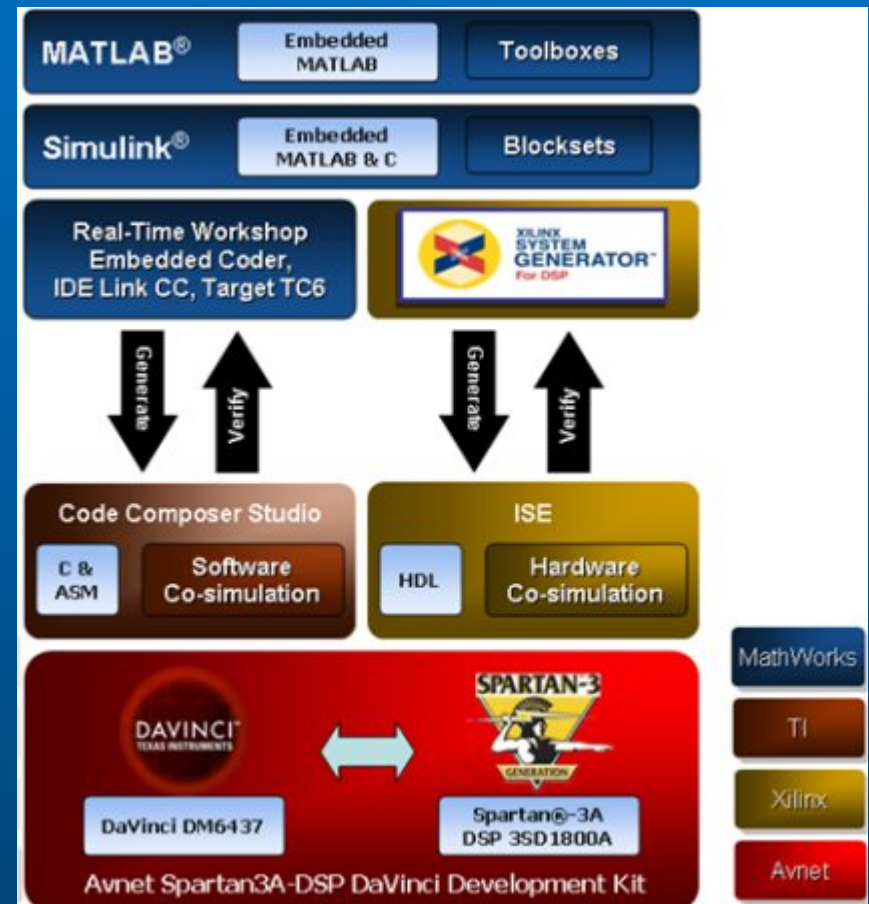 MATLAB®
Embedded
MATLAB
Toolboxes
Simulink®
Embedded
MATLAB & C
Blocksets
Real-Time Workshop
Embedded Coder,
IDE Link CC, Target TC6
XILINX
SYSTEM
GENERATOR™
For DSP
Generate
Verify
Generate
Verify
Code Composer Studio
C &
ASM
Software
Co-simulation
ISE
HDL
Hardware
Co-simulation
DAVINCI™
TEXAS INSTRUMENTS
SPARTAN-3
GENERATION
DaVinci DM6437
Spartan®-3A
DSP 3SD1800A
Avnet Spartan3A-DSP DaVinci Development Kit
MathWorks
TI
Xilinx
Avnet